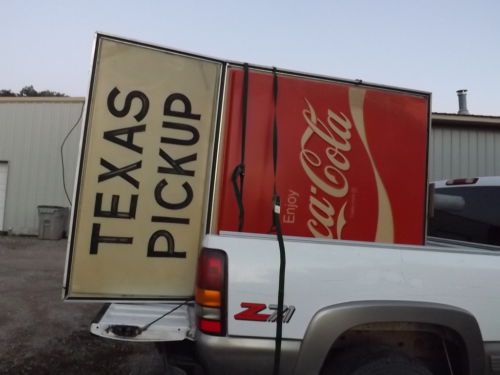 TEXAS
PICKUP
Enjoy
Coca-Cola
Z71